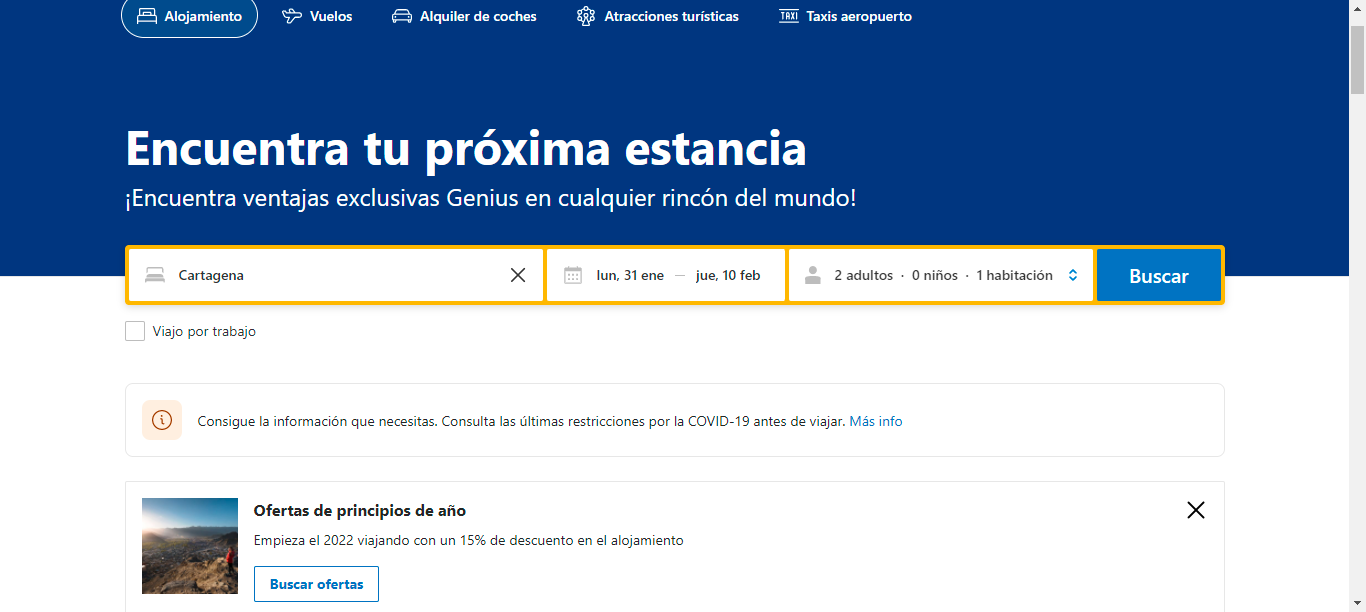 Alojamiento Vuelos Alquiler de coches Atracciones turísticas TAXI Taxis aeropuerto
Encuentra tu próxima estancia
¡Encuentra ventajas exclusivas Genius en cualquier rincón del mundo!
Cartagena lun, 31 ene — jue, 10 feb 2 adultos · 0 niños · 1 habitación Buscar
Viajo por trabajo
Consigue la información que necesitas. Consulta las últimas restricciones por la COVID-19 antes de viajar. Más info
Ofertas de principios de año
Empieza el 2022 viajando con un 15% de descuento en el alojamiento
Buscar ofertas